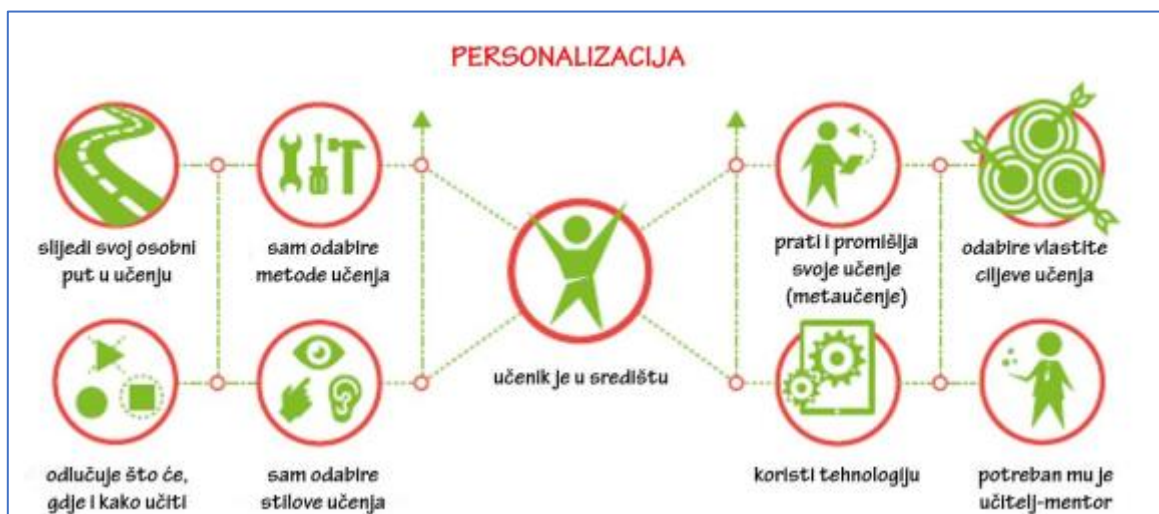 PERSONALIZACIJA
slijedi svoj osobni
put u učenju
sam odabire
metode učenja
prati i promišlja
svoje učenje
(metaučenje)
odabire vlastite
ciljeve učenja
učenik je u središtu
odlučuje što će,
gdje i kako učiti
sam odabire
stilove učenja
koristi tehnologiju
potreban mu je
učitelj-mentor